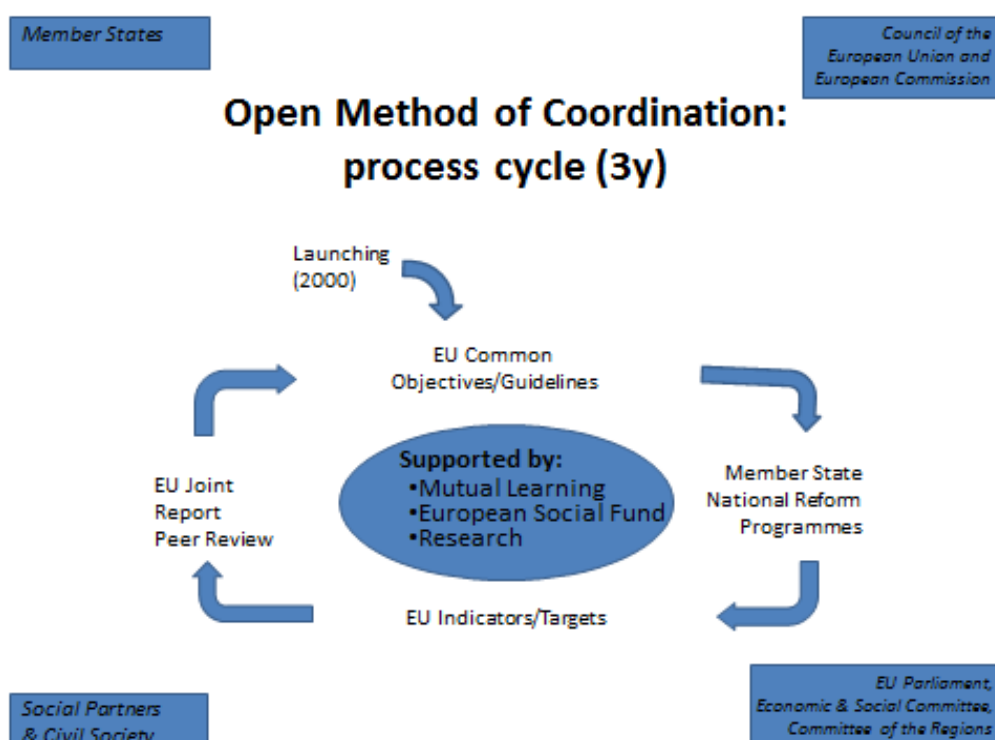 Member States
Council of the
European Union and
European Commission
Open Method of Coordination:
process cycle (3y)
Launching
(2000)
EU Common
Objectives/Guidelines
Supported by:
•Mutual Learning
•European Social Fund
•Research
Member State
National Reform
Programmes
EU Joint
Report
Peer Review
EU Indicators/Targets
Social Partners
& Civil Society
EU Parliament,
Economic & Social Committee,
Committee of the Regions